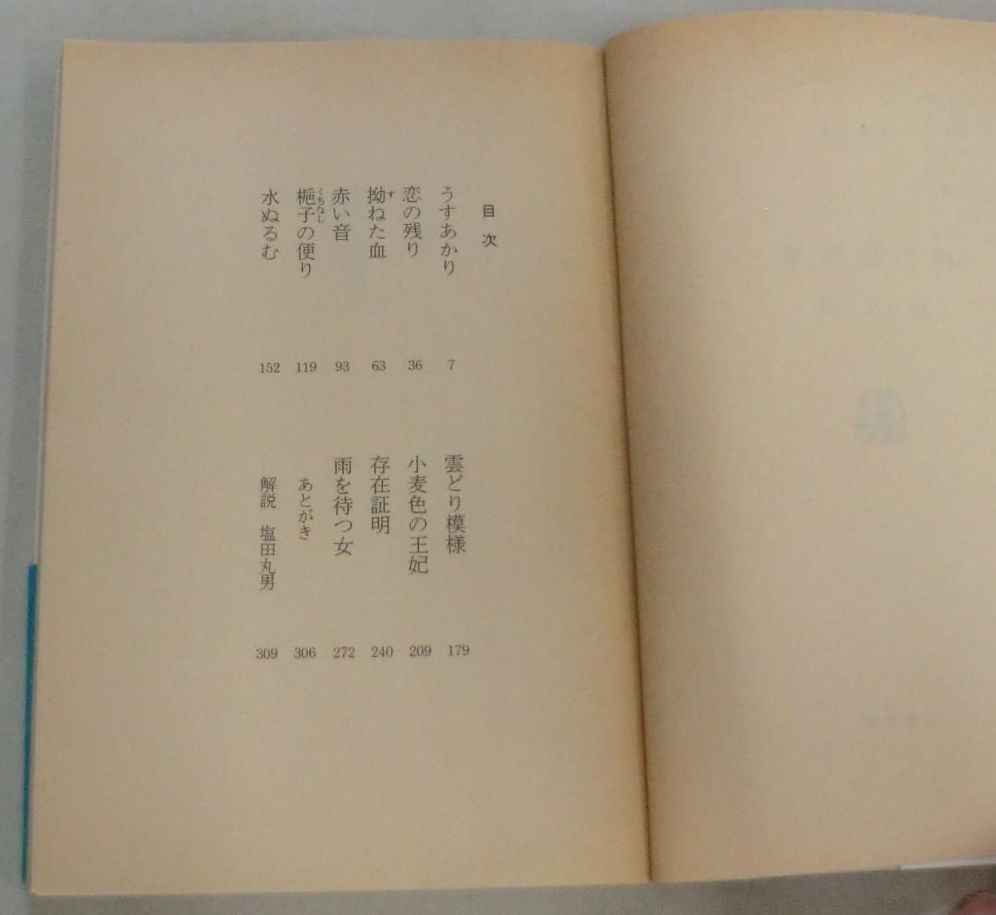 目次
うすあかり 7
恋の残り 36
拗ねた血 63
赤い音 93
梔子の便り 119
水ぬるむ 152
雲どり模様 179
小麦色の王妃 209
存在証明 240
雨を待つ女 272
あとがき 306
解説 塩田丸男 309